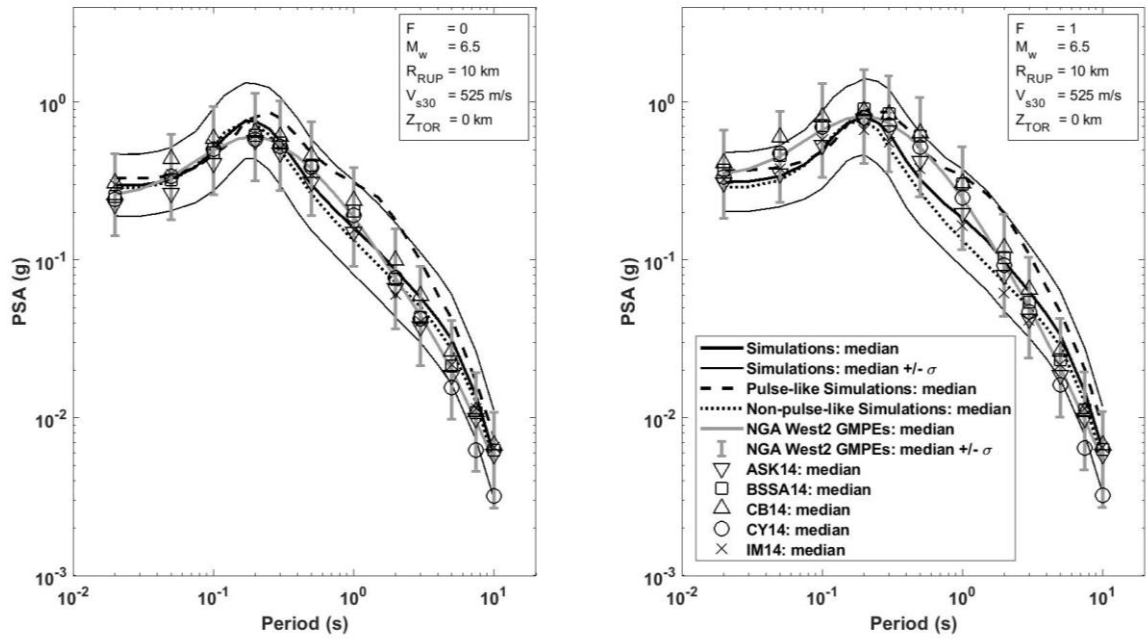 F = 0
M_w = 6.5
R_RUP = 10 km
V_s30 = 525 m/s
Z_TOR = 0 km
10^0
10^-1
10^-2
10^-3
PSA (g)
10^-2 10^-1 10^0 10^1
Period (s)
F = 1
M_w = 6.5
R_RUP = 10 km
V_s30 = 525 m/s
Z_TOR = 0 km
10^0
10^-1
10^-2
10^-3
PSA (g)
Simulations: median
Simulations: median +/- σ
Pulse-like Simulations: median
Non-pulse-like Simulations: median
NGA West2 GMPEs: median
NGA West2 GMPEs: median +/- σ
ASK14: median
BSSA14: median
CB14: median
CY14: median
IM14: median
10^-2 10^-1 10^0 10^1
Period (s)